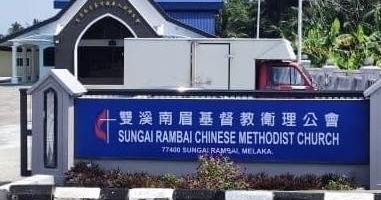 雙溪南眉基督教衛理公會
SUNGAI RAMBAI CHINESE METHODIST CHURCH
77400 SUNGAI RAMBAI, MELAKA.